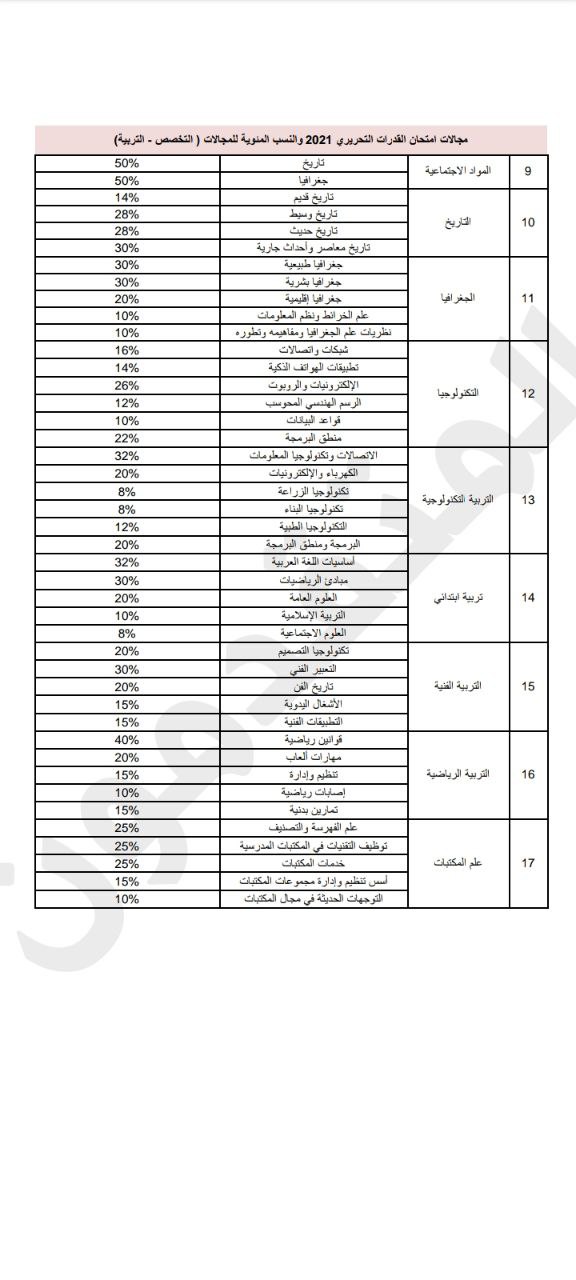 مجالات امتحان القدرات التحريري 2021 والنسب المئوية للمجالات ( التخصص - التربية)
9 المواد الاجتماعية تاريخ 50%
جغرافيا 50%
10 التاريخ تاريخ قديم 14%
تاريخ وسيط 28%
تاريخ حديث 28%
تاريخ معاصر وأحداث جارية 30%
11 الجغرافيا جغرافيا طبيعية 30%
جغرافيا بشرية 30%
جغرافيا إقليمية 20%
علم الخرائط ونظم المعلومات 10%
نظريات علم الجغرافيا ومفاهيمه وتطوره 10%
12 التكنولوجيا شبكات واتصالات 16%
تطبيقات الهواتف الذكية 14%
الإلكترونيات والروبوت 26%
الرسم الهندسي المحوسب 12%
قواعد البيانات 10%
منطق البرمجة 22%
13 التربية التكنولوجية الاتصالات وتكنولوجيا المعلومات 32%
الكهرباء والإلكترونيات 20%
تكنولوجيا الزراعة 8%
تكنولوجيا البناء 8%
التكنولوجيا الطبية 12%
البرمجة ومنطق البرمجة 20%
14 تربية ابتدائي أساسيات اللغة العربية 32%
مبادئ الرياضيات 30%
العلوم العامة 20%
التربية الإسلامية 10%
العلوم الاجتماعية 8%
15 التربية الفنية تكنولوجيا التصميم 20%
التعبير الفني 30%
تاريخ الفن 20%
الأشغال اليدوية 15%
التطبيقات الفنية 15%
16 التربية الرياضية قوانين رياضية 40%
مهارات ألعاب 20%
تنظيم وإدارة 15%
إصابات رياضية 10%
تمارين بدنية 15%
17 علم المكتبات علم الفهرسة والتصنيف 25%
توظيف التقنيات في المكتبات المدرسية 25%
خدمات المكتبات 25%
أسس تنظيم وإدارة مجموعات المكتبات 15%
التوجهات الحديثة في مجال المكتبات 10%